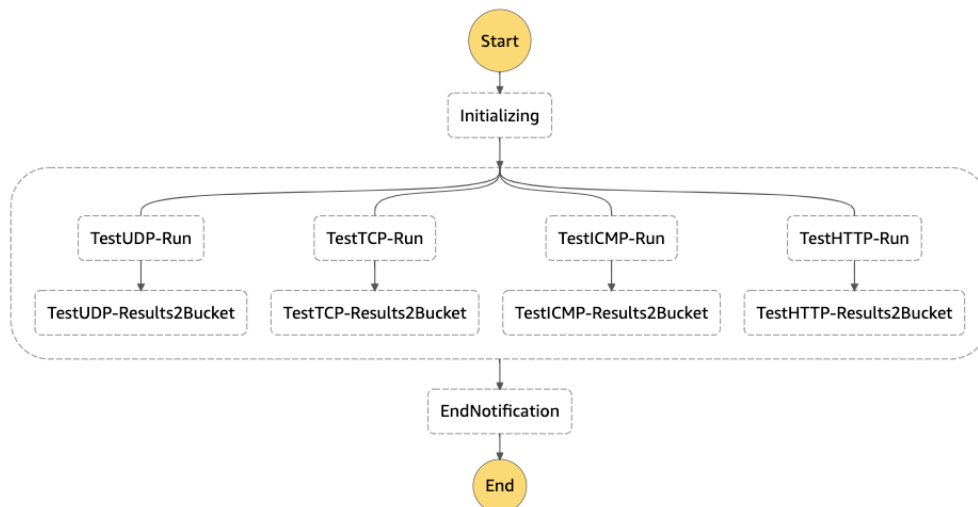 Start
Initializing
TestUDP-Run
TestTCP-Run
TestICMP-Run
TestHTTP-Run
TestUDP-Results2Bucket
TestTCP-Results2Bucket
TestICMP-Results2Bucket
TestHTTP-Results2Bucket
EndNotification
End